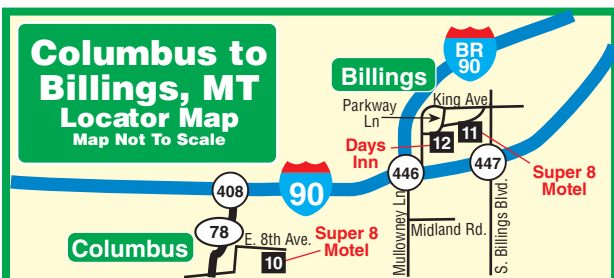 Columbus to
Billings, MT
Locator Map
Map Not To Scale
BR
90
Billings
Parkway
Ln
King Ave
11
12
Days
Inn
446
447
Super 8
Motel
408
90
78
Columbus
E. 8th Ave.
Super 8
Motel
10
Mullowney Ln
Midland Rd.
S. Billings Blvd.